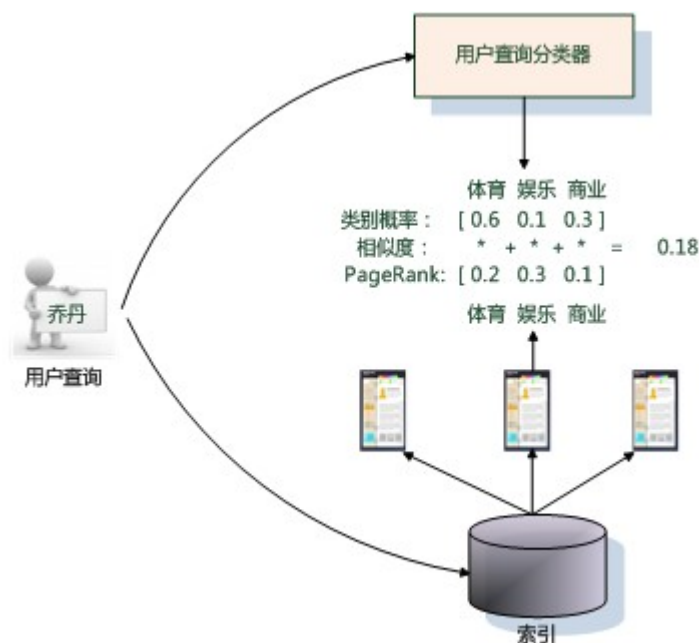 用户查询分类器
体育 娱乐 商业
类别概率： [ 0.6 0.1 0.3 ]
相似度： * + * + * = 0.18
PageRank: [ 0.2 0.3 0.1 ]
体育 娱乐 商业
乔丹
用户查询
索引